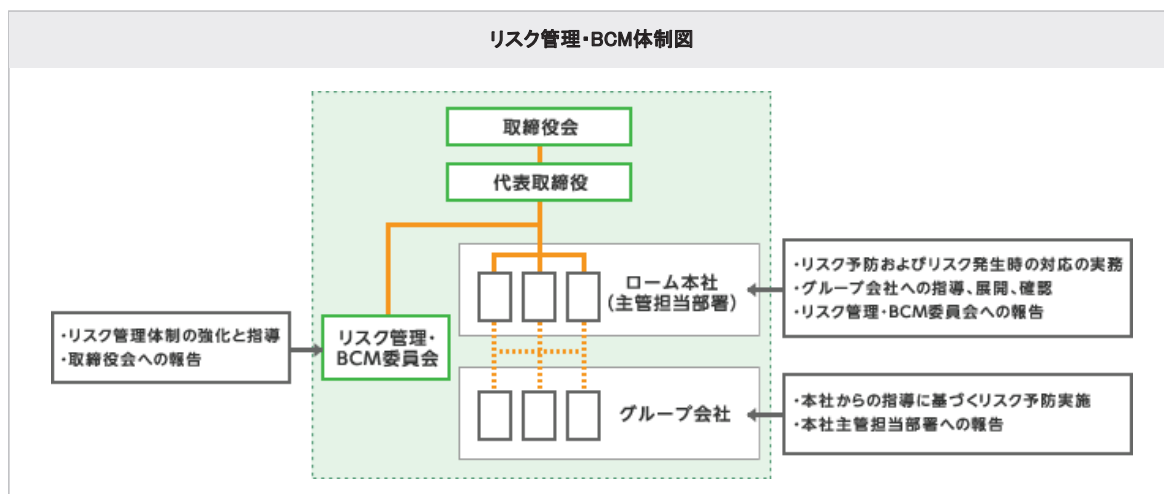 リスク管理・BCM体制図
取締役会
代表取締役
ローム本社
(主管担当部署)
・リスク予防およびリスク発生時の対応の実務
・グループ会社への指導、展開、確認
・リスク管理・BCM委員会への報告
・リスク管理体制の強化と指導
・取締役会への報告
リスク管理・
BCM委員会
グループ会社
・本社からの指導に基づくリスク予防実施
・本社主管担当部署への報告